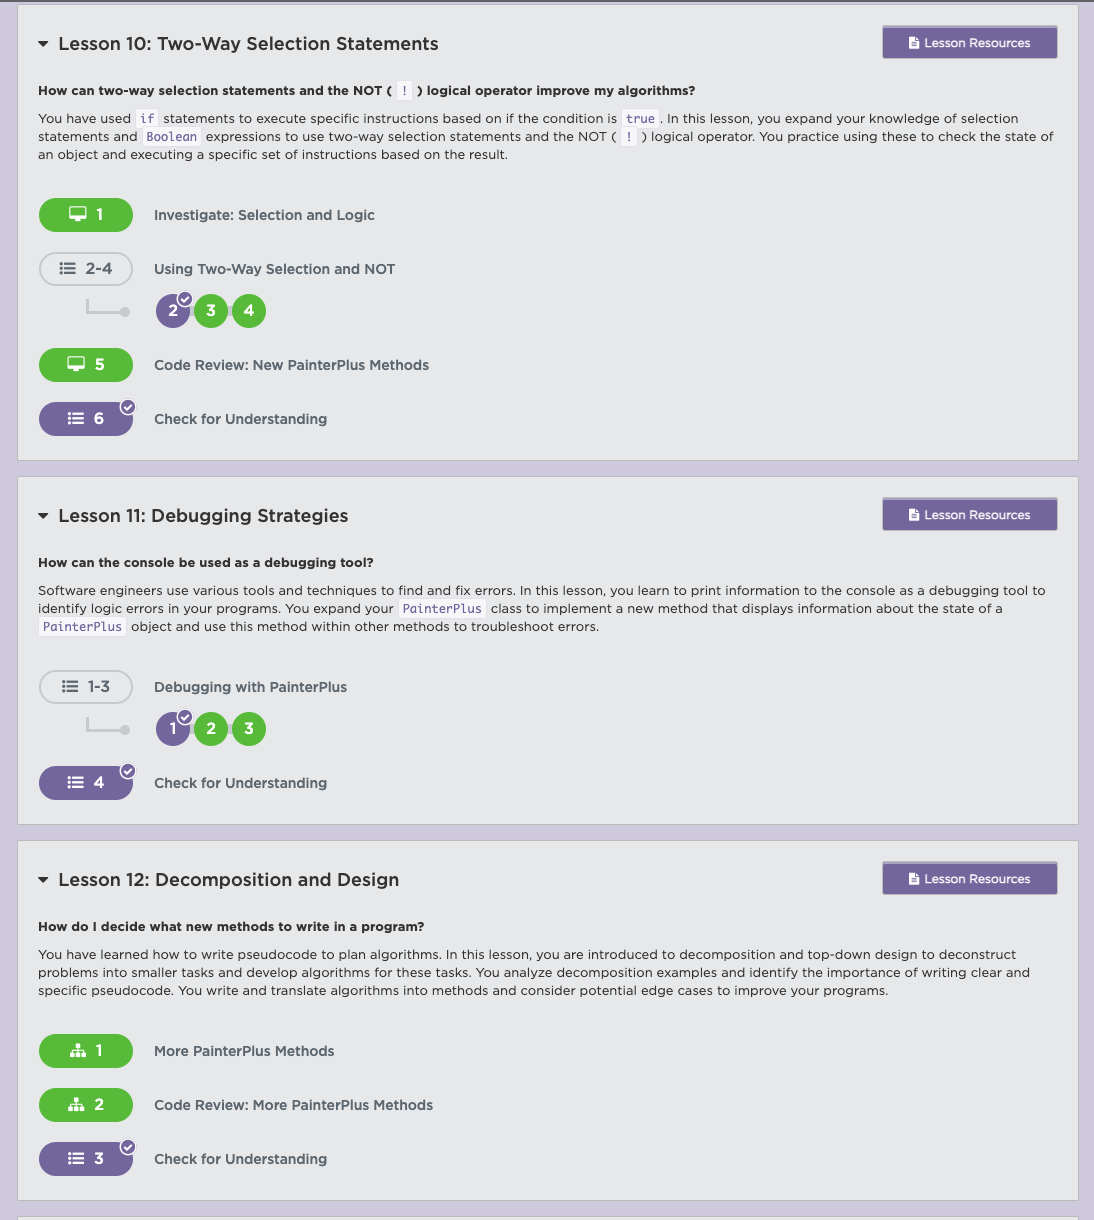 Lesson 10: Two-Way Selection Statements
Lesson Resources
How can two-way selection statements and the NOT ( ! ) logical operator improve my algorithms?
You have used if statements to execute specific instructions based on if the condition is true . In this lesson, you expand your knowledge of selection
statements and Boolean expressions to use two-way selection statements and the NOT ( ! ) logical operator. You practice using these to check the state of
an object and executing a specific set of instructions based on the result.
1 Investigate: Selection and Logic
2-4 Using Two-Way Selection and NOT
2 3 4
5 Code Review: New PainterPlus Methods
6 Check for Understanding
Lesson 11: Debugging Strategies
Lesson Resources
How can the console be used as a debugging tool?
Software engineers use various tools and techniques to find and fix errors. In this lesson, you learn to print information to the console as a debugging tool to
identify logic errors in your programs. You expand your PainterPlus class to implement a new method that displays information about the state of a
PainterPlus object and use this method within other methods to troubleshoot errors.
1-3 Debugging with PainterPlus
1 2 3
4 Check for Understanding
Lesson 12: Decomposition and Design
Lesson Resources
How do I decide what new methods to write in a program?
You have learned how to write pseudocode to plan algorithms. In this lesson, you are introduced to decomposition and top-down design to deconstruct
problems into smaller tasks and develop algorithms for these tasks. You analyze decomposition examples and identify the importance of writing clear and
specific pseudocode. You write and translate algorithms into methods and consider potential edge cases to improve your programs.
1 More PainterPlus Methods
2 Code Review: More PainterPlus Methods
3 Check for Understanding